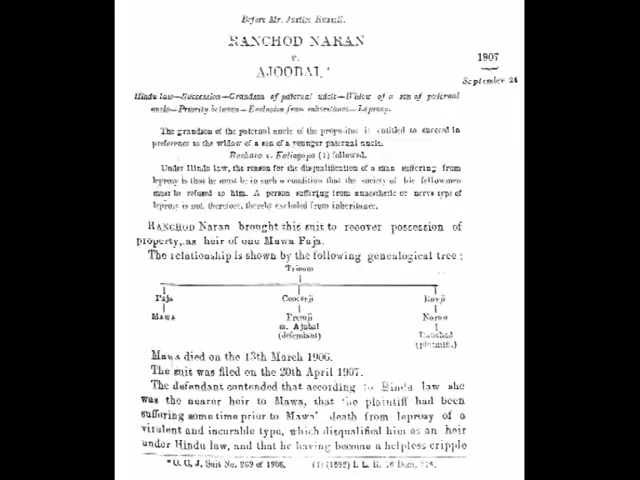 Before Mr. Justice Russell.
RANCHOD NARAN
v.
AJOOBAI.*
1907
September 24
Hindu law—Succession—Grandson of paternal uncle—Widow of a son of paternal
uncle—Priority between—Exclusion from inheritance—Leprosy.
The grandson of the paternal uncle of the propositus is entitled to succeed in
preference to the widow of a son of a younger paternal uncle.
Rachava v. Kalingapa (1) followed.
Under Hindu law, the reason for the disqualification of a man suffering from
leprosy is that he must be in such a condition that the society of his fellowmen
must be refused to him. A person suffering from anaesthetic or nerve type of
leprosy is not, therefore, thereby excluded from inheritance.
RANCHOD Naran brought this suit to recover possession of
property, as heir of one Mawa Faja.
The relationship is shown by the following genealogical tree:
Faja Kavji
Mawa Premji Naran
m. Ajubai
(defendant)
(plaintiff.)
Mawa died on the 13th March 1906.
The suit was filed on the 20th April 1907.
The defendant contended that according to Hindu law she
was the nearer heir to Mawa, that the plaintiff had been
suffering some time prior to Mawa' death from leprosy of a
virulent and incurable type, which disqualified him as an heir
under Hindu law, and that he having become a helpless cripple
* O. C. J. Suit No. 269 of 1906. (1) (1892) I. L. R. 16 Bom. 716.